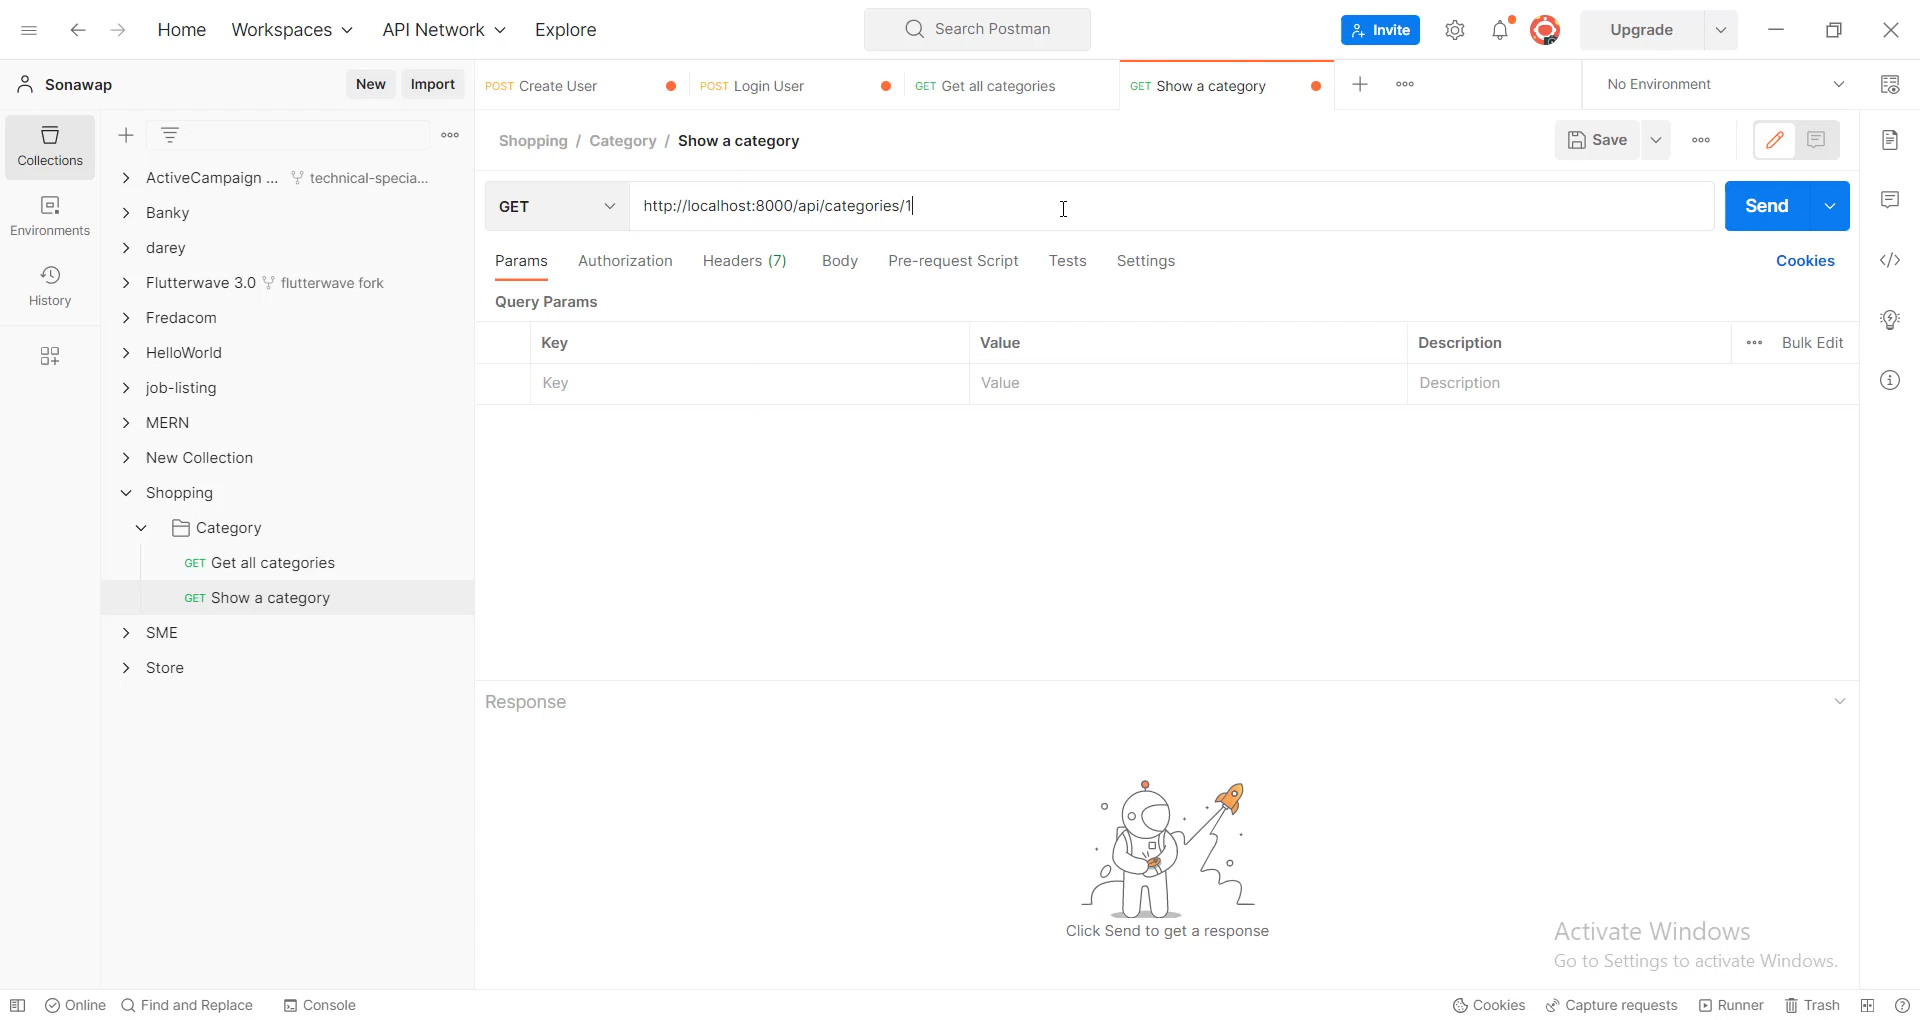 Home Workspaces API Network Explore Search Postman Invite Upgrade
Sonawap New Import POST Create User POST Login User GET Get all categories GET Show a category No Environment
Shopping / Category / Show a category Save
GET http://localhost:8000/api/categories/1 Send
Params Authorization Headers (7) Body Pre-request Script Tests Settings Cookies
Query Params
Key Value Description Bulk Edit
Key Value Description
Collections
Environments
History
ActiveCampaign ... technical-specia...
Banky
darey
Flutterwave 3.0 flutterwave fork
Fredacom
HelloWorld
job-listing
MERN
New Collection
Shopping
Category
GET Get all categories
GET Show a category
SME
Store
Response
Click Send to get a response
Activate Windows
Go to Settings to activate Windows.
Online Find and Replace Console Cookies Capture requests Runner Trash